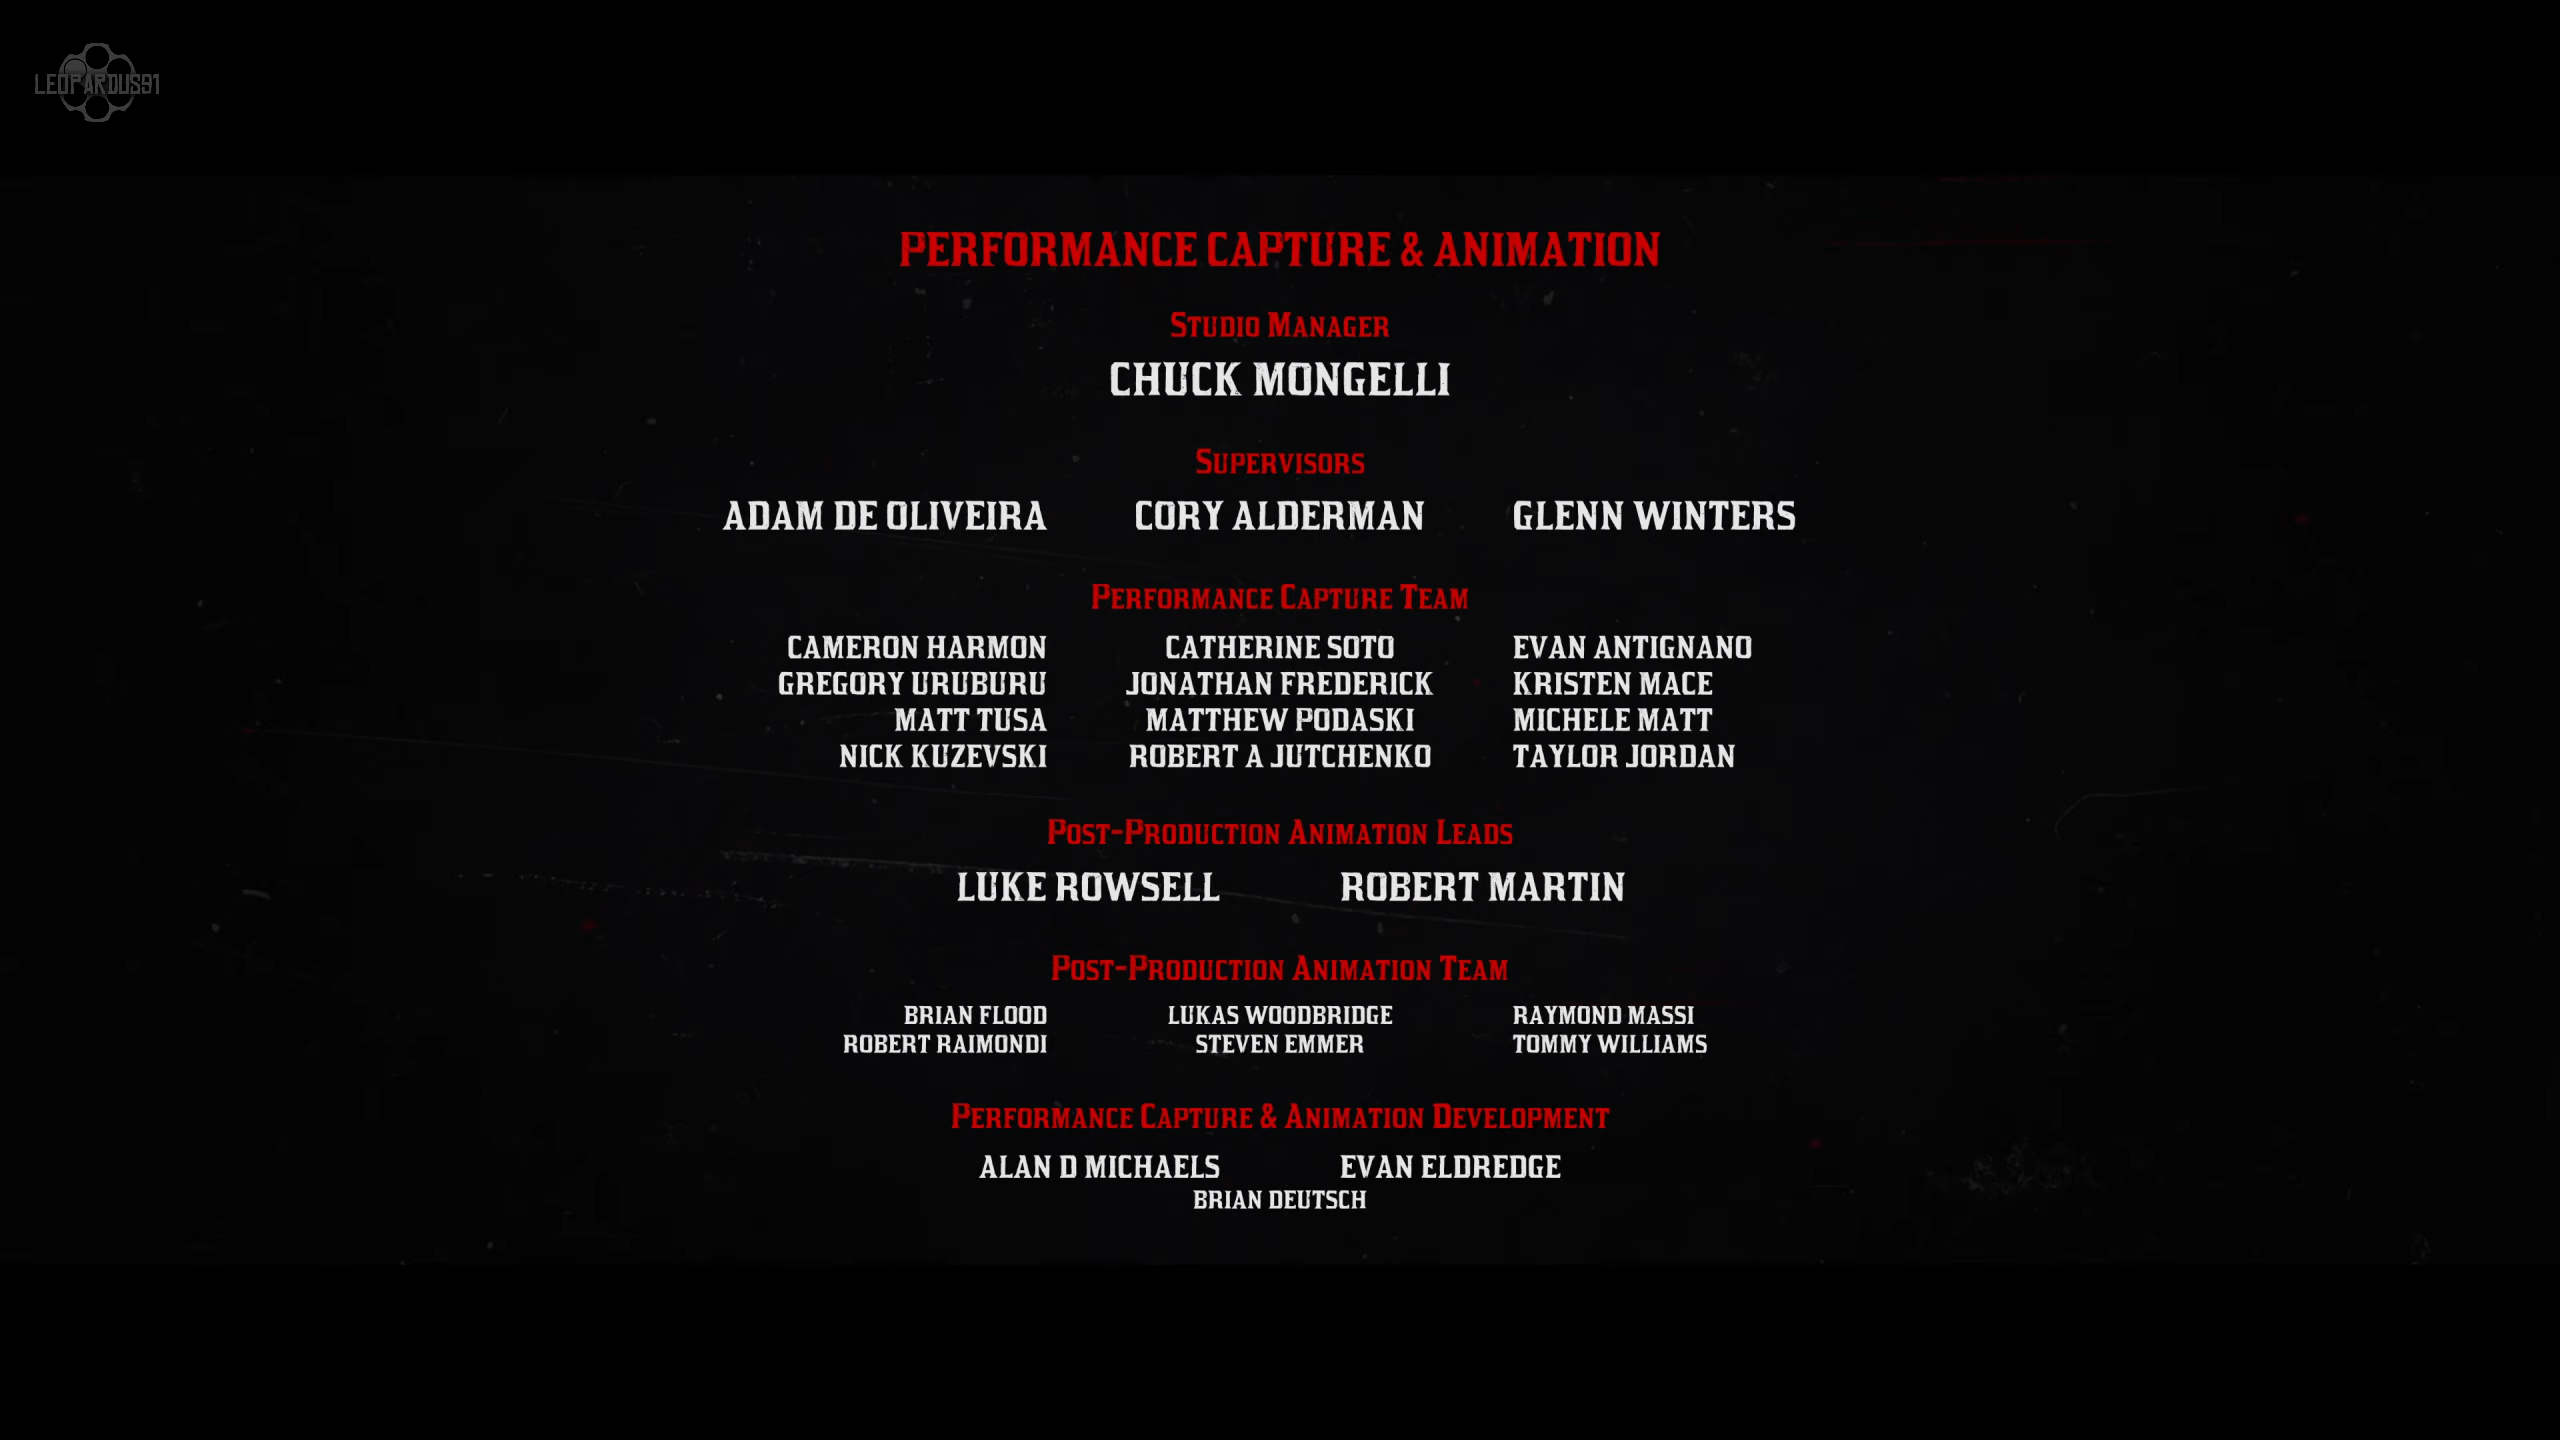 LEOPARDUS91
PERFORMANCE CAPTURE & ANIMATION
STUDIO MANAGER
CHUCK MONGELLI
SUPERVISORS
ADAM DE OLIVEIRA CORY ALDERMAN GLENN WINTERS
PERFORMANCE CAPTURE TEAM
CAMERON HARMON CATHERINE SOTO EVAN ANTIGNANO
GREGORY URUBURU JONATHAN FREDERICK KRISTEN MACE
MATT TUSA MATTHEW PODASKI MICHELE MATT
NICK KUZEVSKI ROBERT A JUTCHENKO TAYLOR JORDAN
POST-PRODUCTION ANIMATION LEADS
LUKE ROWSELL ROBERT MARTIN
POST-PRODUCTION ANIMATION TEAM
BRIAN FLOOD LUKAS WOODBRIDGE RAYMOND MASSI
ROBERT RAIMONDI STEVEN EMMER TOMMY WILLIAMS
PERFORMANCE CAPTURE & ANIMATION DEVELOPMENT
ALAN D MICHAELS EVAN ELDREDGE
BRIAN DEUTSCH